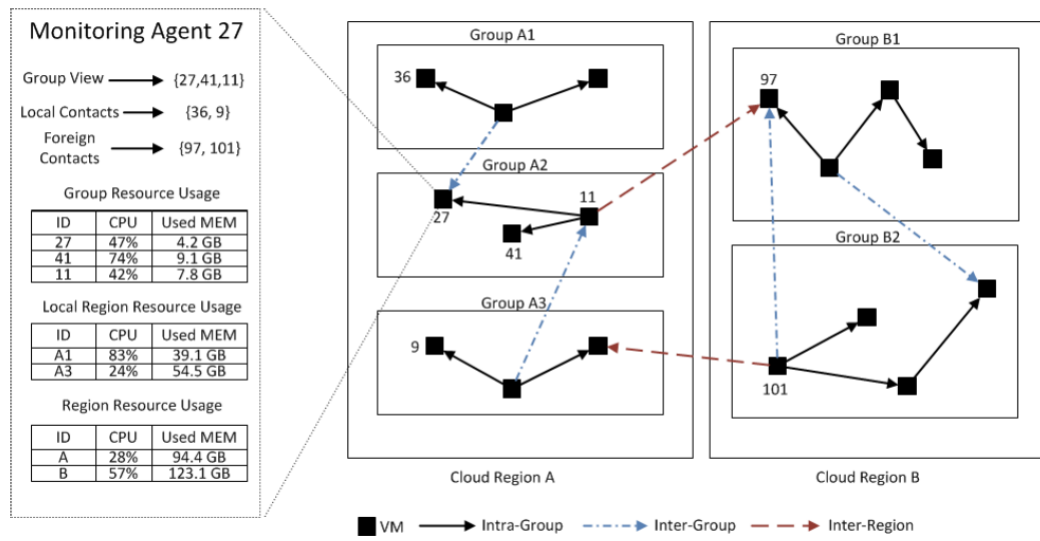 Monitoring Agent 27
Group View {27,41,11}
Local Contacts {36, 9}
Foreign
Contacts {97, 101}
Group Resource Usage
ID CPU Used MEM
27 47% 4.2 GB
41 74% 9.1 GB
11 42% 7.8 GB
Local Region Resource Usage
ID CPU Used MEM
A1 83% 39.1 GB
A3 24% 54.5 GB
Region Resource Usage
ID CPU Used MEM
A 28% 94.4 GB
B 57% 123.1 GB
Group A1
36
Group A2
27
11
41
Group A3
9
Cloud Region A
Group B1
97
Group B2
101
Cloud Region B
VM Intra-Group Inter-Group Inter-Region